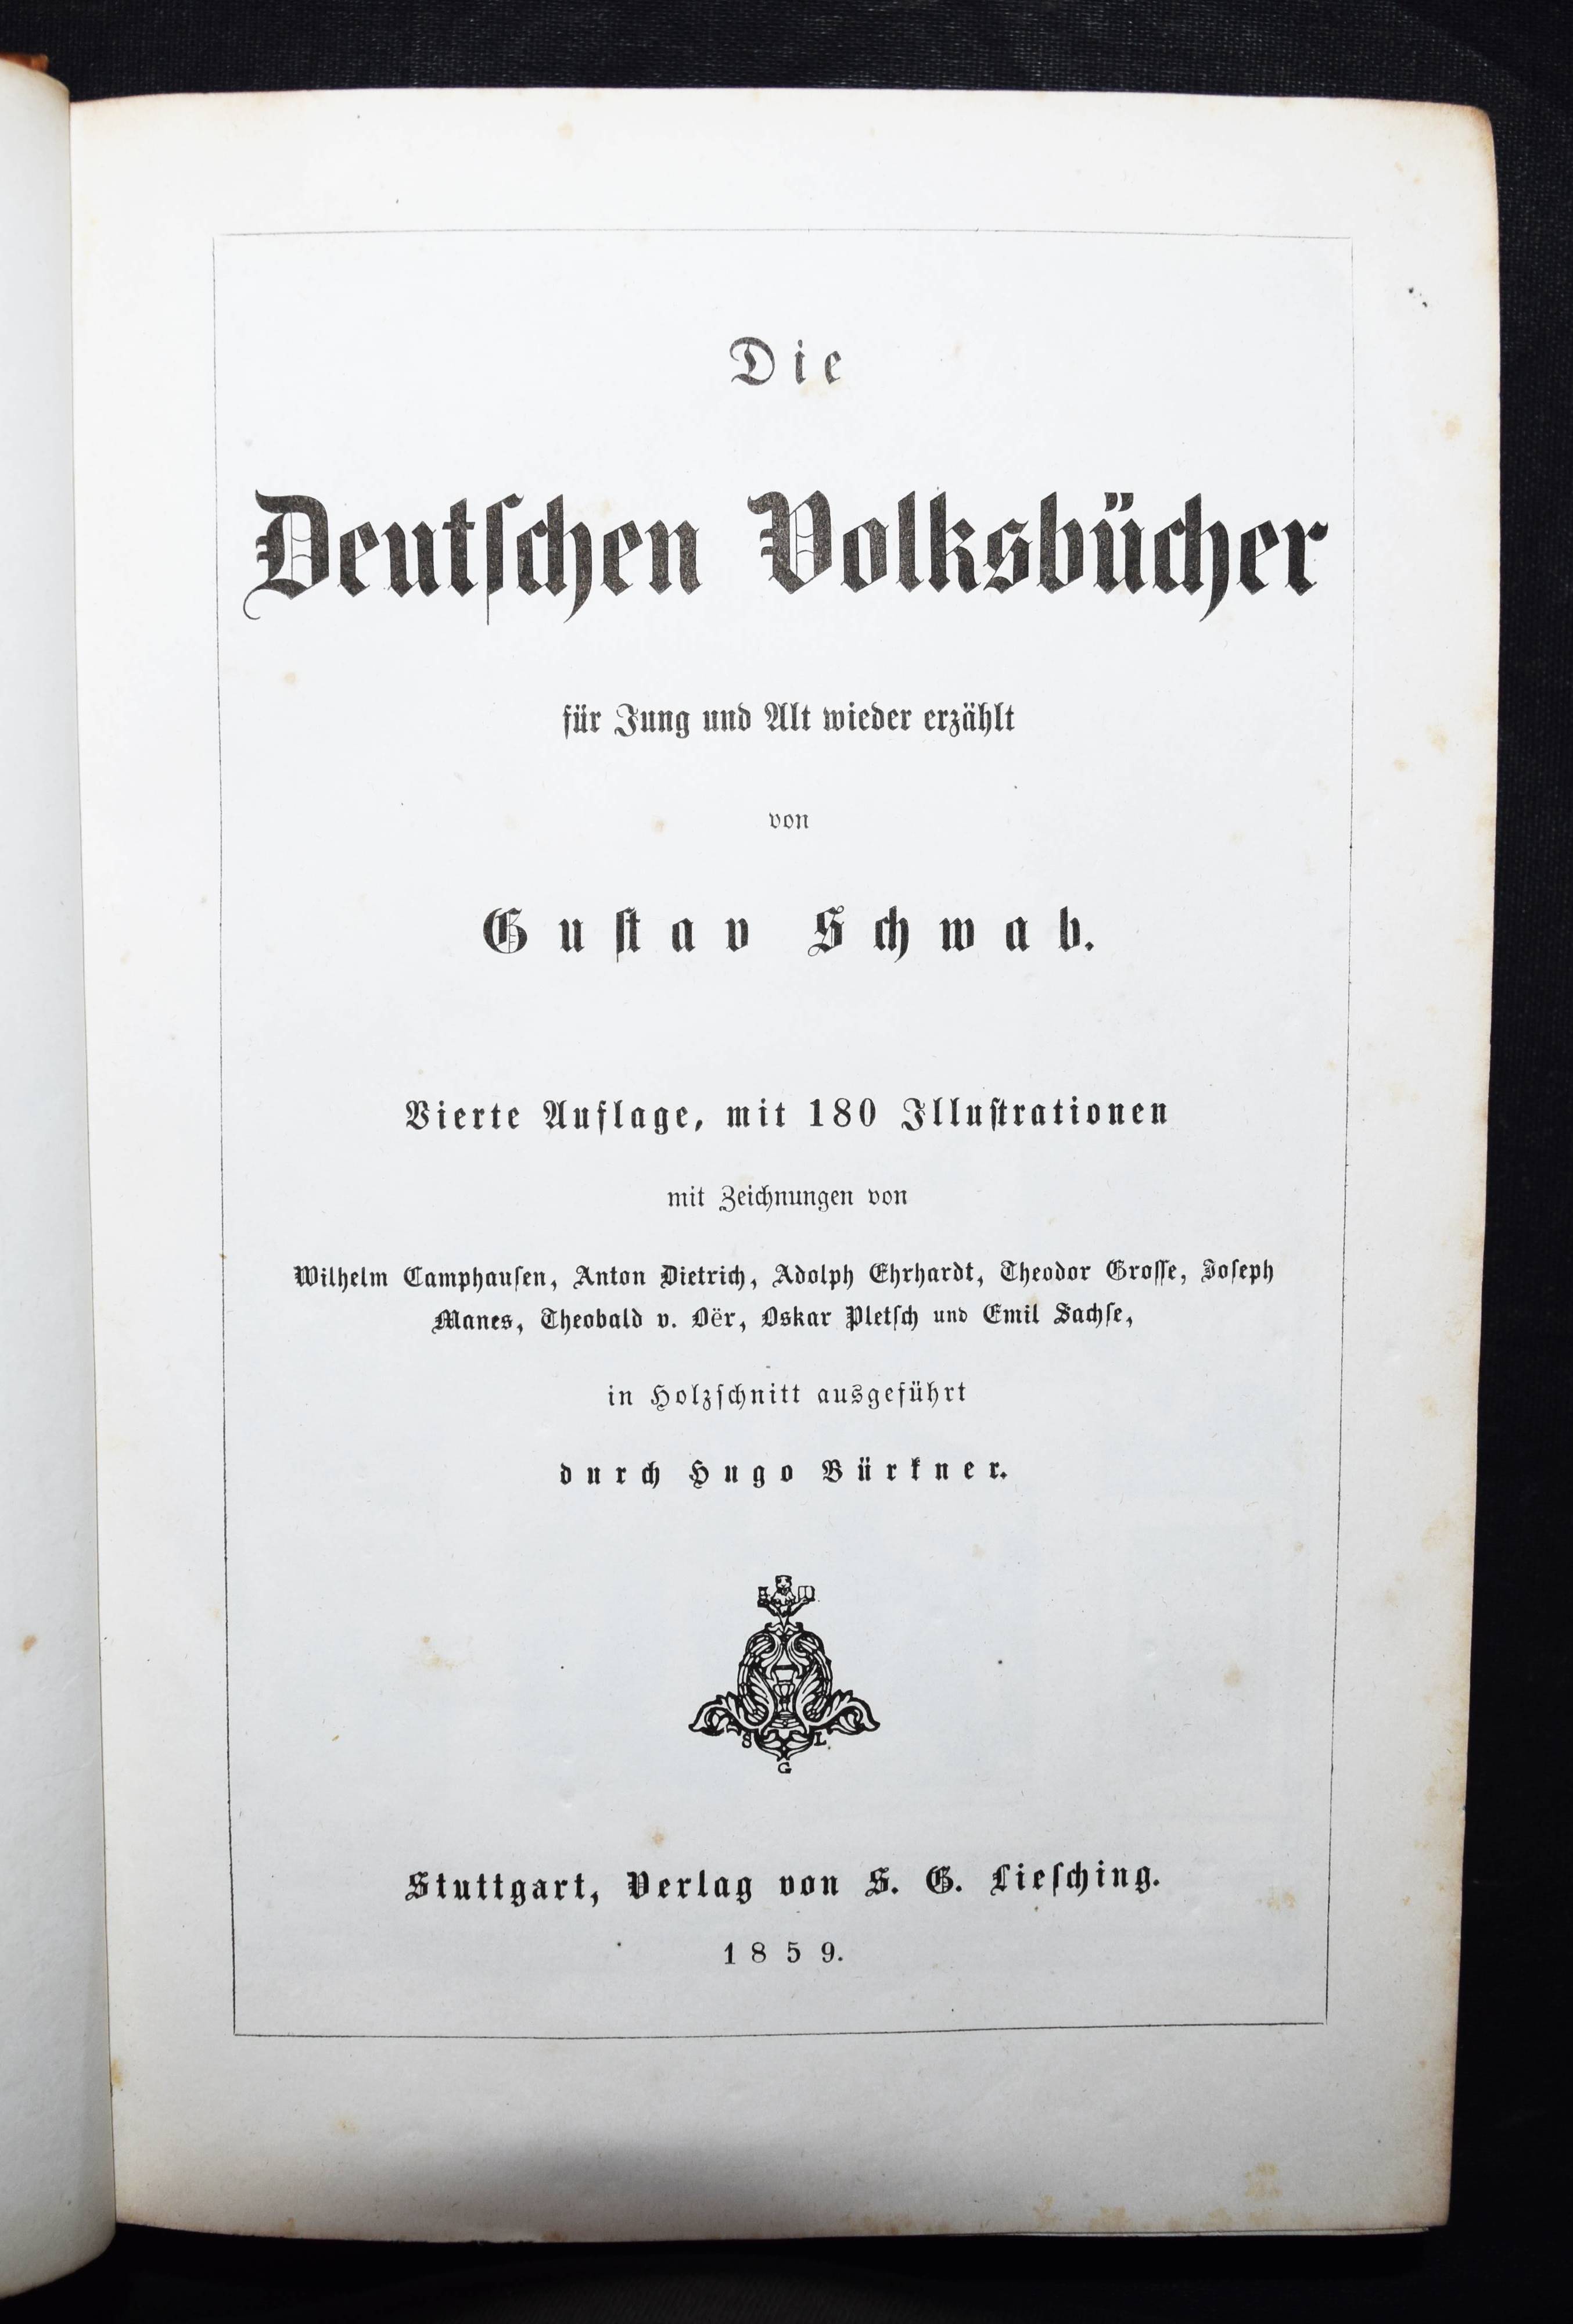 Die
Deutſchen Volksbücher
für Jung und Alt wieder erzählt
von
Guſtav Schwab.
Vierte Auflage, mit 180 Illuſtrationen
mit Zeichnungen von
Wilhelm Camphauſen, Anton Dietrich, Adolph Ehrhardt, Theodor Groſſe, Joſeph
Manes, Theobald v. Oër, Oskar Pletſch und Emil Sachſe,
in Holzſchnitt ausgeführt
durch Hugo Bürkner.
S L
G
Stuttgart, Verlag von S. G. Lieſching.
1859.